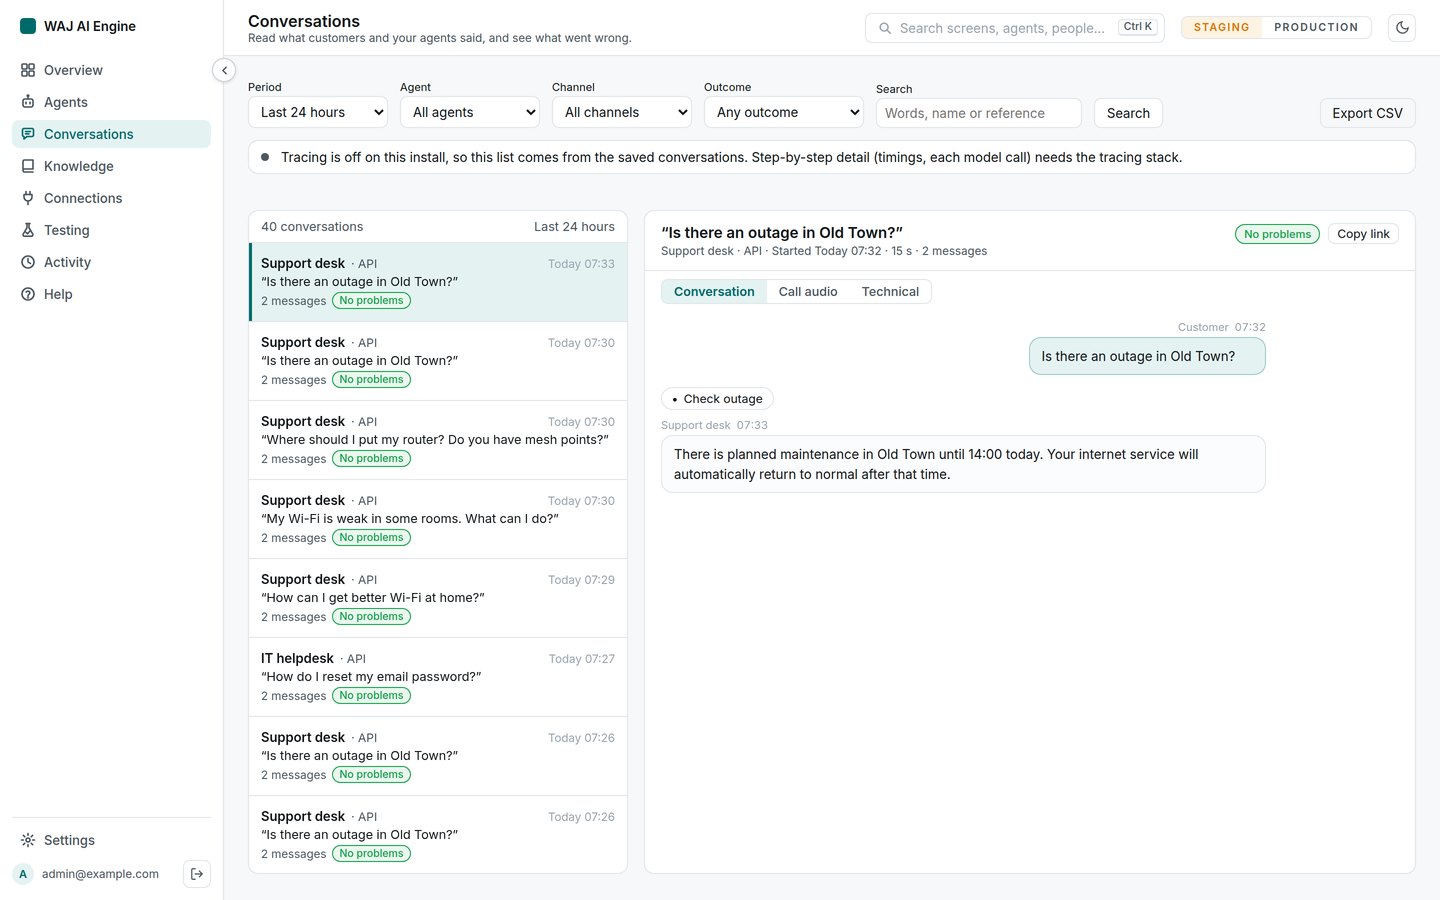 WAJ AI Engine
Overview
Agents
Conversations
Knowledge
Connections
Testing
Activity
Help
Settings
A admin@example.com
Conversations
Read what customers and your agents said, and see what went wrong.
Search screens, agents, people... Ctrl K
STAGING PRODUCTION
Period Agent Channel Outcome Search
Last 24 hours All agents All channels Any outcome Words, name or reference Search Export CSV
Tracing is off on this install, so this list comes from the saved conversations. Step-by-step detail (timings, each model call) needs the tracing stack.
40 conversations Last 24 hours
Support desk · API Today 07:33
“Is there an outage in Old Town?”
2 messages No problems
Support desk · API Today 07:30
“Is there an outage in Old Town?”
2 messages No problems
Support desk · API Today 07:30
“Where should I put my router? Do you have mesh points?”
2 messages No problems
Support desk · API Today 07:30
“My Wi-Fi is weak in some rooms. What can I do?”
2 messages No problems
Support desk · API Today 07:29
“How can I get better Wi-Fi at home?”
2 messages No problems
IT helpdesk · API Today 07:27
“How do I reset my email password?”
2 messages No problems
Support desk · API Today 07:26
“Is there an outage in Old Town?”
2 messages No problems
Support desk · API Today 07:26
“Is there an outage in Old Town?”
2 messages No problems
“Is there an outage in Old Town?”
Support desk · API · Started Today 07:32 · 15 s · 2 messages
No problems Copy link
Conversation Call audio Technical
Customer 07:32
Is there an outage in Old Town?
• Check outage
Support desk 07:33
There is planned maintenance in Old Town until 14:00 today. Your internet service will
automatically return to normal after that time.